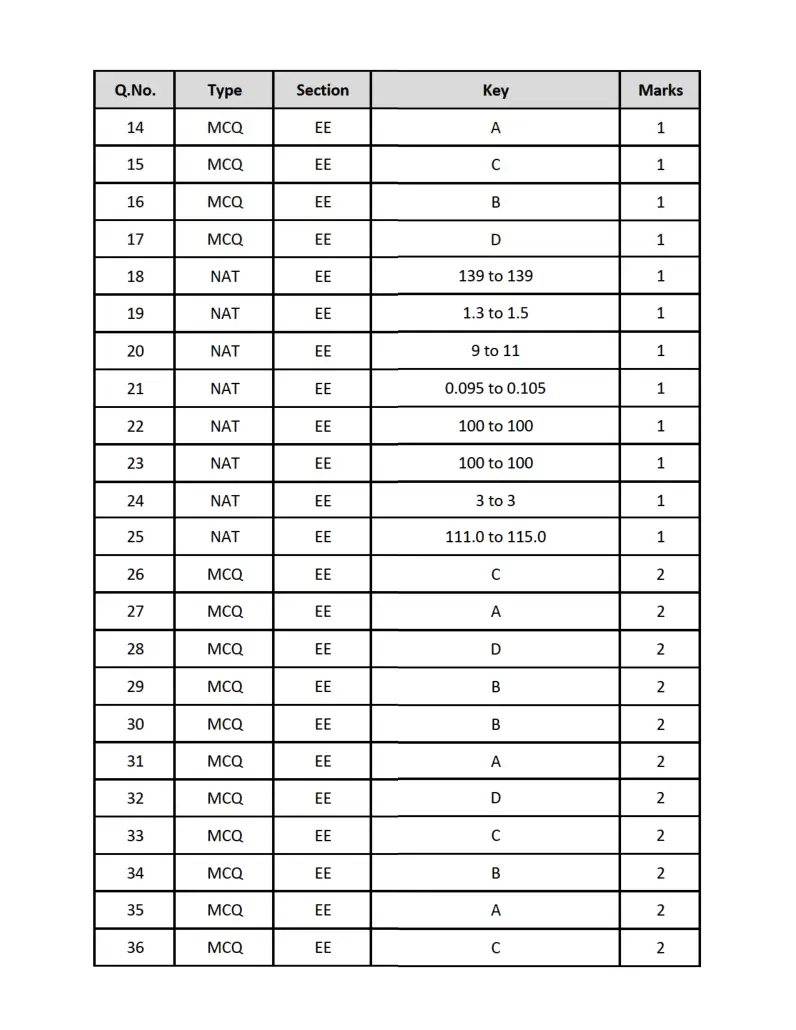 Q.No. Type Section Key Marks
14 MCQ EE A 1
15 MCQ EE C 1
16 MCQ EE B 1
17 MCQ EE D 1
18 NAT EE 139 to 139 1
19 NAT EE 1.3 to 1.5 1
20 NAT EE 9 to 11 1
21 NAT EE 0.095 to 0.105 1
22 NAT EE 100 to 100 1
23 NAT EE 100 to 100 1
24 NAT EE 3 to 3 1
25 NAT EE 111.0 to 115.0 1
26 MCQ EE C 2
27 MCQ EE A 2
28 MCQ EE D 2
29 MCQ EE B 2
30 MCQ EE B 2
31 MCQ EE A 2
32 MCQ EE D 2
33 MCQ EE C 2
34 MCQ EE B 2
35 MCQ EE A 2
36 MCQ EE C 2